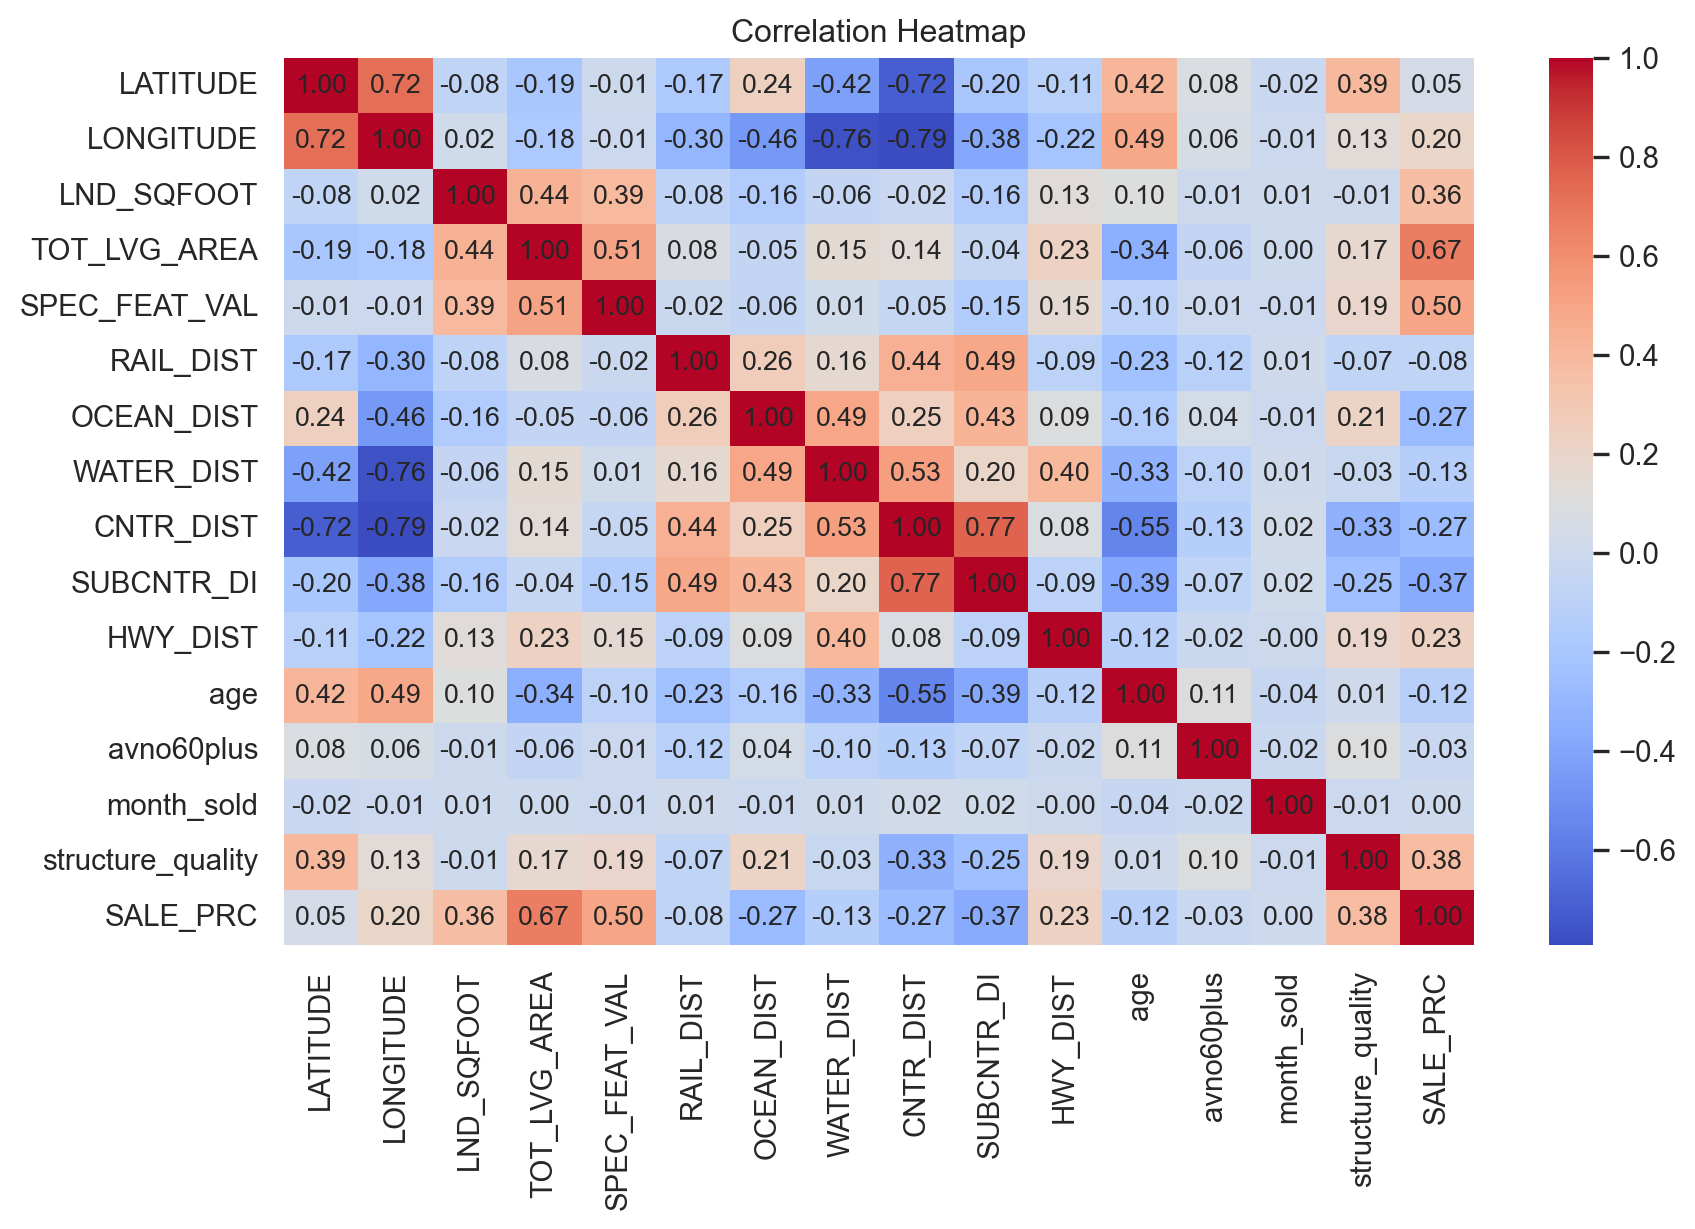 Correlation Heatmap
LATITUDE 1.00 0.72 -0.08 -0.19 -0.01 -0.17 0.24 -0.42 -0.72 -0.20 -0.11 0.42 0.08 -0.02 0.39 0.05
LONGITUDE 0.72 1.00 0.02 -0.18 -0.01 -0.30 -0.46 -0.76 -0.79 -0.38 -0.22 0.49 0.06 -0.01 0.13 0.20
LND_SQFOOT -0.08 0.02 1.00 0.44 0.39 -0.08 -0.16 -0.06 -0.02 -0.16 0.13 0.10 -0.01 0.01 -0.01 0.36
TOT_LVG_AREA -0.19 -0.18 0.44 1.00 0.51 0.08 -0.05 0.15 0.14 -0.04 0.23 -0.34 -0.06 0.00 0.17 0.67
SPEC_FEAT_VAL -0.01 -0.01 0.39 0.51 1.00 -0.02 -0.06 0.01 -0.05 -0.15 0.15 -0.10 -0.01 -0.01 0.19 0.50
RAIL_DIST -0.17 -0.30 -0.08 0.08 -0.02 1.00 0.26 0.16 0.44 0.49 -0.09 -0.23 -0.12 0.01 -0.07 -0.08
OCEAN_DIST 0.24 -0.46 -0.16 -0.05 -0.06 0.26 1.00 0.49 0.25 0.43 0.09 -0.16 0.04 -0.01 0.21 -0.27
WATER_DIST -0.42 -0.76 -0.06 0.15 0.01 0.16 0.49 1.00 0.53 0.20 0.40 -0.33 -0.10 0.01 -0.03 -0.13
CNTR_DIST -0.72 -0.79 -0.02 0.14 -0.05 0.44 0.25 0.53 1.00 0.77 0.08 -0.55 -0.13 0.02 -0.33 -0.27
SUBCNTR_DI -0.20 -0.38 -0.16 -0.04 -0.15 0.49 0.43 0.20 0.77 1.00 -0.09 -0.39 -0.07 0.02 -0.25 -0.37
HWY_DIST -0.11 -0.22 0.13 0.23 0.15 -0.09 0.09 0.40 0.08 -0.09 1.00 -0.12 -0.02 -0.00 0.19 0.23
age 0.42 0.49 0.10 -0.34 -0.10 -0.23 -0.16 -0.33 -0.55 -0.39 -0.12 1.00 0.11 -0.04 0.01 -0.12
avno60plus 0.08 0.06 -0.01 -0.06 -0.01 -0.12 0.04 -0.10 -0.13 -0.07 -0.02 0.11 1.00 -0.02 0.10 -0.03
month_sold -0.02 -0.01 0.01 0.00 -0.01 0.01 -0.01 0.01 0.02 0.02 -0.00 -0.04 -0.02 1.00 -0.01 0.00
structure_quality 0.39 0.13 -0.01 0.17 0.19 -0.07 0.21 -0.03 -0.33 -0.25 0.19 0.01 0.10 -0.01 1.00 0.38
SALE_PRC 0.05 0.20 0.36 0.67 0.50 -0.08 -0.27 -0.13 -0.27 -0.37 0.23 -0.12 -0.03 0.00 0.38 1.00
LATITUDE
LONGITUDE
LND_SQFOOT
TOT_LVG_AREA
SPEC_FEAT_VAL
RAIL_DIST
OCEAN_DIST
WATER_DIST
CNTR_DIST
SUBCNTR_DI
HWY_DIST
age
avno60plus
month_sold
structure_quality
SALE_PRC
1.0
0.8
0.6
0.4
0.2
0.0
−0.2
−0.4
−0.6